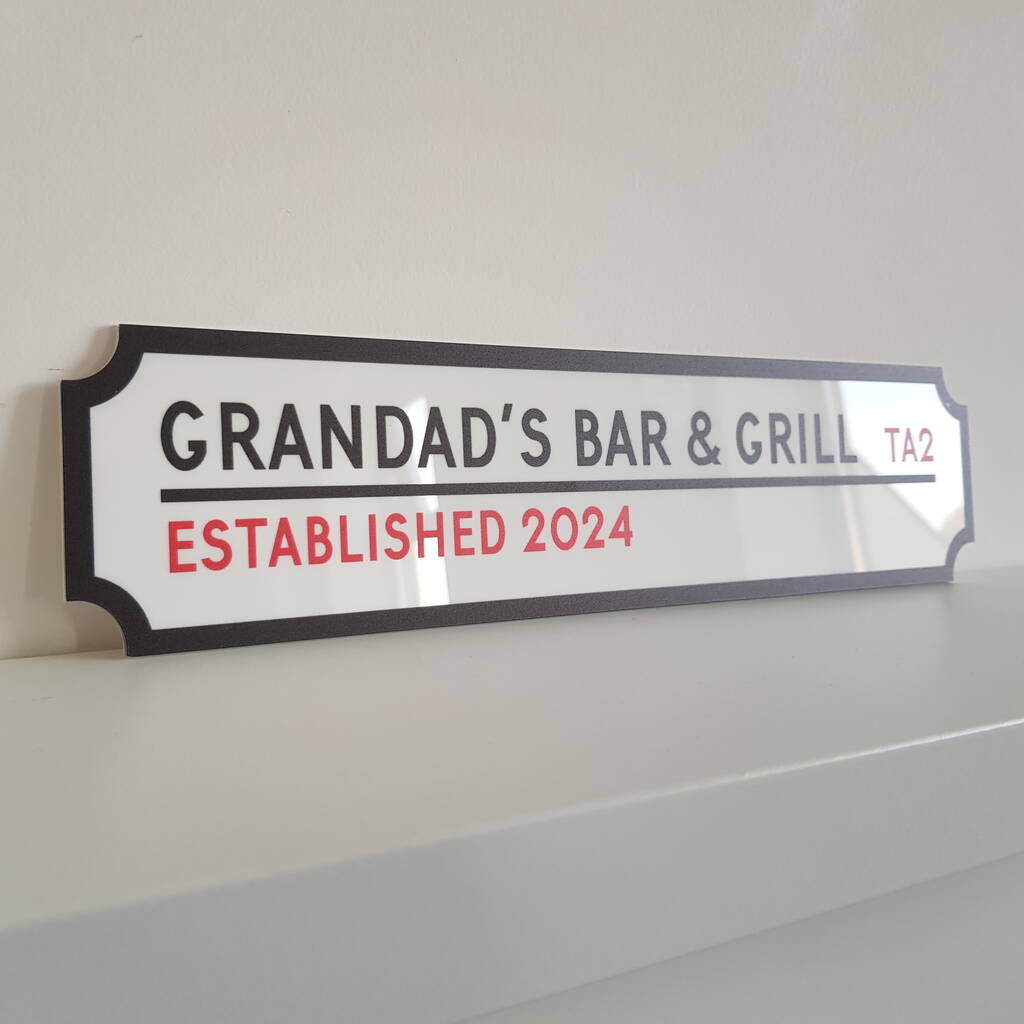 GRANDAD'S BAR & GRILL TA2
ESTABLISHED 2024